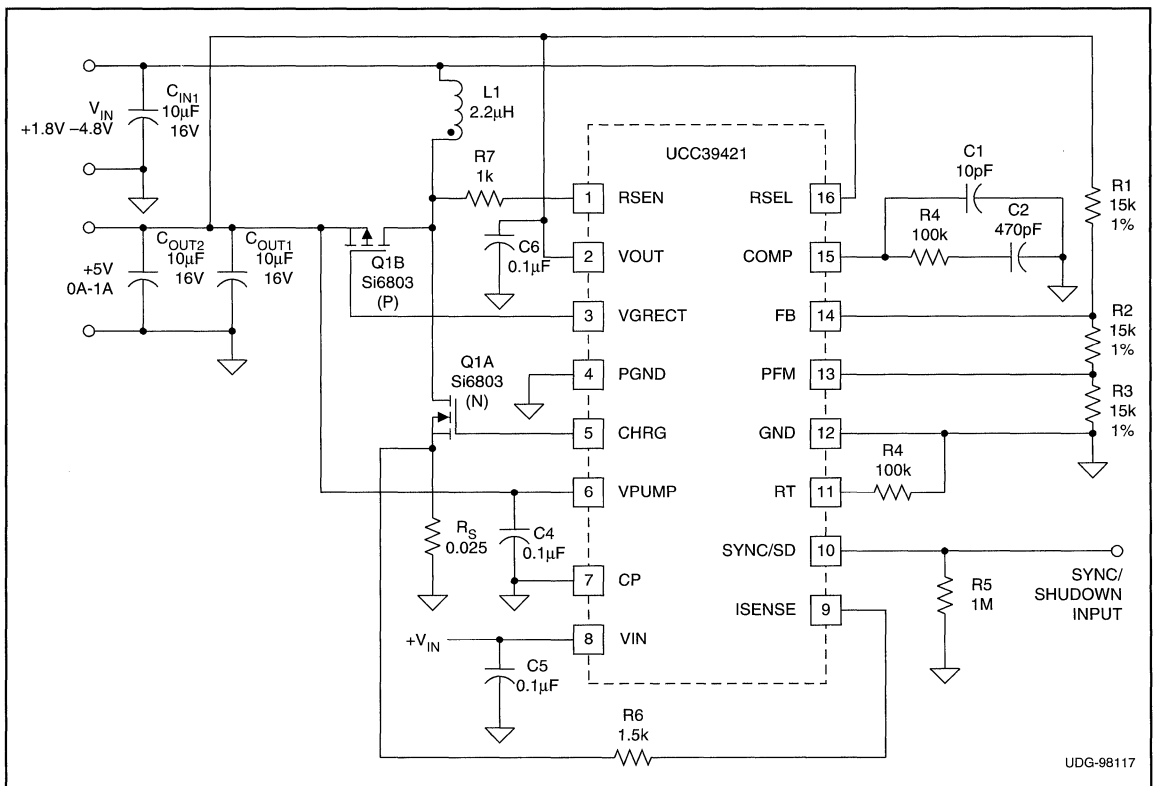 C_IN1
10µF
16V
V_IN
+1.8V –4.8V
L1
2.2µH
UCC39421
R7
1k
C6
0.1µF
C_OUT2
10µF
16V
C_OUT1
10µF
16V
+5V
0A-1A
Q1B
Si6803
(P)
Q1A
Si6803
(N)
R_S
0.025
C4
0.1µF
+V_IN
C5
0.1µF
1 RSEN
2 VOUT
3 VGRECT
4 PGND
5 CHRG
6 VPUMP
7 CP
8 VIN
RSEL 16
COMP 15
FB 14
PFM 13
GND 12
RT 11
SYNC/SD 10
ISENSE 9
C1
10pF
R4
100k
C2
470pF
R1
15k
1%
R2
15k
1%
R3
15k
1%
R4
100k
R5
1M
SYNC/
SHUDOWN
INPUT
R6
1.5k
UDG-98117